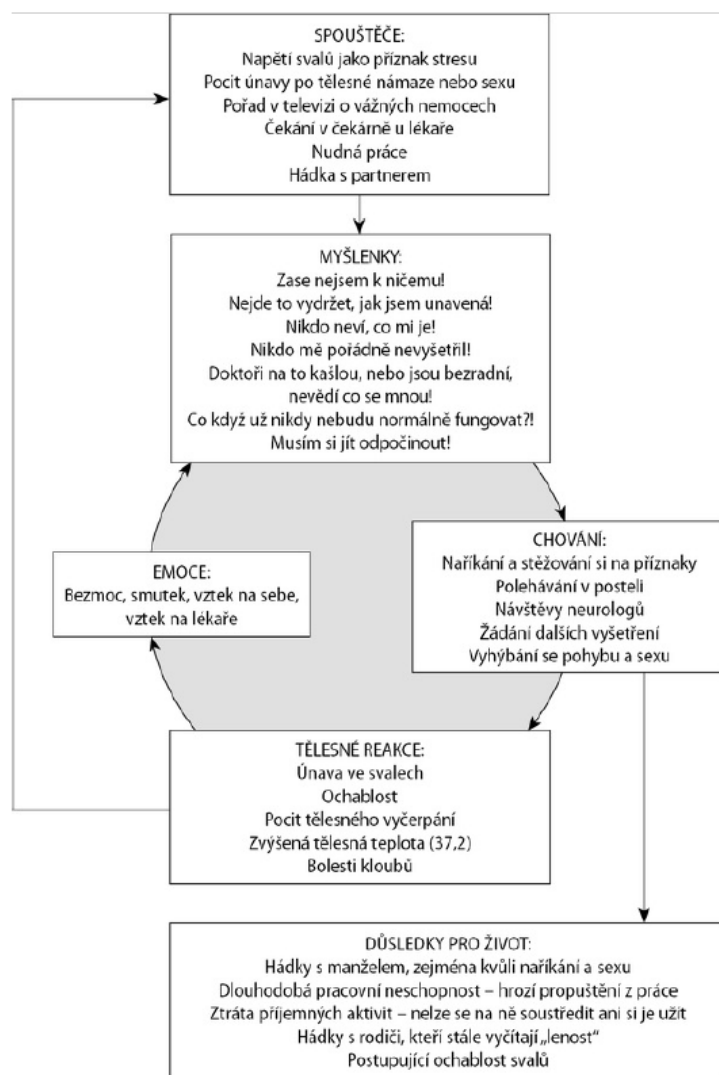 SPOUŠTĚČE:
Napětí svalů jako příznak stresu
Pocit únavy po tělesné námaze nebo sexu
Pořad v televizi o vážných nemocech
Čekání v čekárně u lékaře
Nudná práce
Hádka s partnerem
MYŠLENKY:
Zase nejsem k ničemu!
Nejde to vydržet, jak jsem unavená!
Nikdo neví, co mi je!
Nikdo mě pořádně nevyšetřil!
Doktoři na to kašlou, nebo jsou bezradní,
nevědí co se mnou!
Co když už nikdy nebudu normálně fungovat?!
Musím si jít odpočinout!
CHOVÁNÍ:
Naříkání a stěžování si na příznaky
Polehávání v posteli
Návštěvy neurologů
Žádání dalších vyšetření
Vyhýbání se pohybu a sexu
EMOCE:
Bezmoc, smutek, vztek na sebe,
vztek na lékaře
TĚLESNÉ REAKCE:
Únava ve svalech
Ochablost
Pocit tělesného vyčerpání
Zvýšená tělesná teplota (37,2)
Bolesti kloubů
DŮSLEDKY PRO ŽIVOT:
Hádky s manželem, zejména kvůli naříkání a sexu
Dlouhodobá pracovní neschopnost – hrozí propuštění z práce
Ztráta příjemných aktivit – nelze se na ně soustředit ani si je užít
Hádky s rodiči, kteří stále vyčítají „lenost“
Postupující ochablost svalů